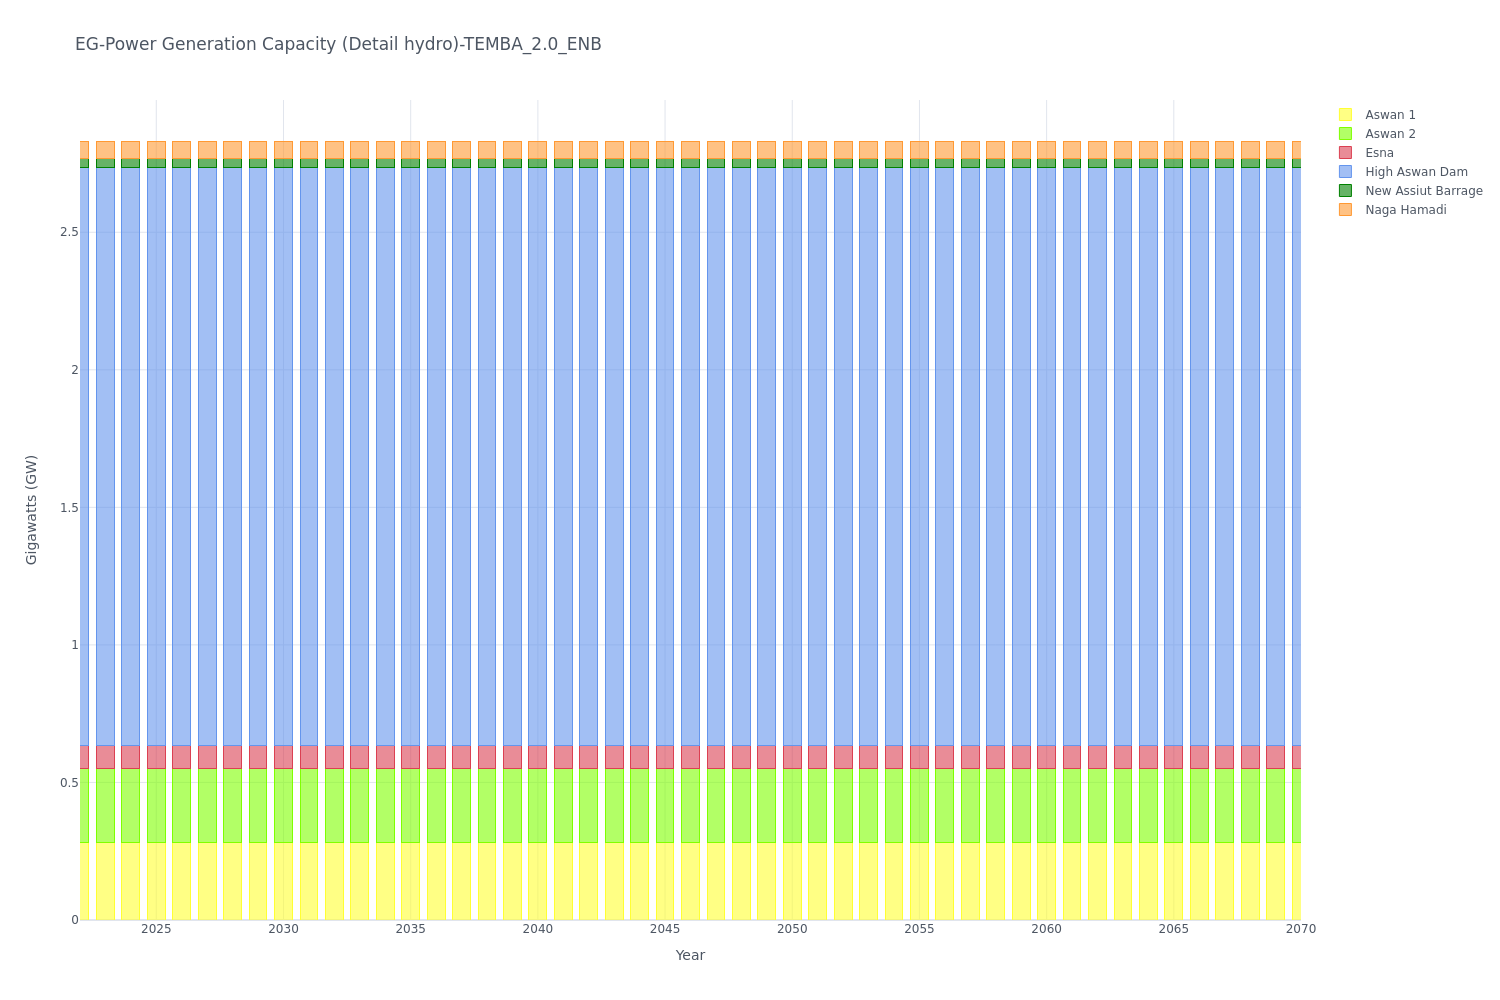 EG-Power Generation Capacity (Detail hydro)-TEMBA_2.0_ENB
Aswan 1
Aswan 2
Esna
High Aswan Dam
New Assiut Barrage
Naga Hamadi
Gigawatts (GW)
2.5
2
1.5
1
0.5
0
2025 2030 2035 2040 2045 2050 2055 2060 2065 2070
Year